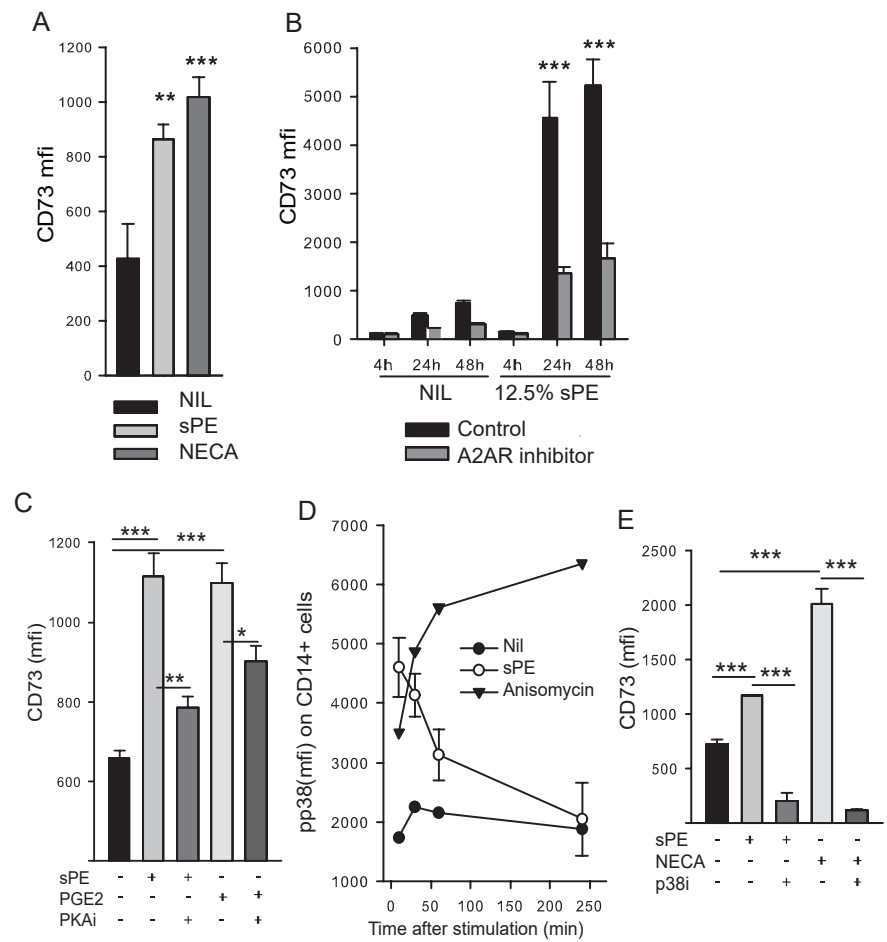 A
CD73 mfi
1200
1000
800
600
400
200
0
**
***
NIL
sPE
NECA
B
CD73 mfi
6000
5000
4000
3000
2000
1000
0
***
***
4h 24h 48h 4h 24h 48h
NIL 12.5% sPE
Control
A2AR inhibitor
C
CD73 (mfi)
1200
1000
800
600
*** ***
** *
sPE - + + - -
PGE2 - - - + +
PKAi - - + - +
D
pp38(mfi) on CD14+ cells
7000
6000
5000
4000
3000
2000
1000
Nil
sPE
Anisomycin
0 50 100 150 200 250
Time after stimulation (min)
E
CD73 (mfi)
2500
2000
1500
1000
500
*** ***
*** ***
sPE - + + - -
NECA - - - + +
p38i - - + - +